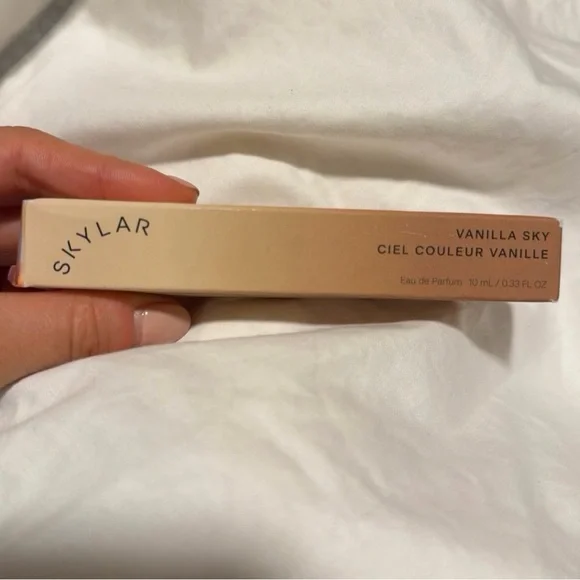 SKYLAR
VANILLA SKY
CIEL COULEUR VANILLE
Eau de Parfum 10 mL / 0.33 FL OZ